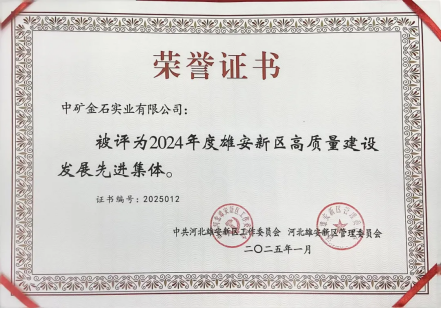 荣誉证书
中矿金石实业有限公司：
被评为2024年度雄安新区高质量建设
发展先进集体。
证书编号：2025012
中共河北雄安新区工作委员会 河北雄安新区管理委员会
二〇二五年一月